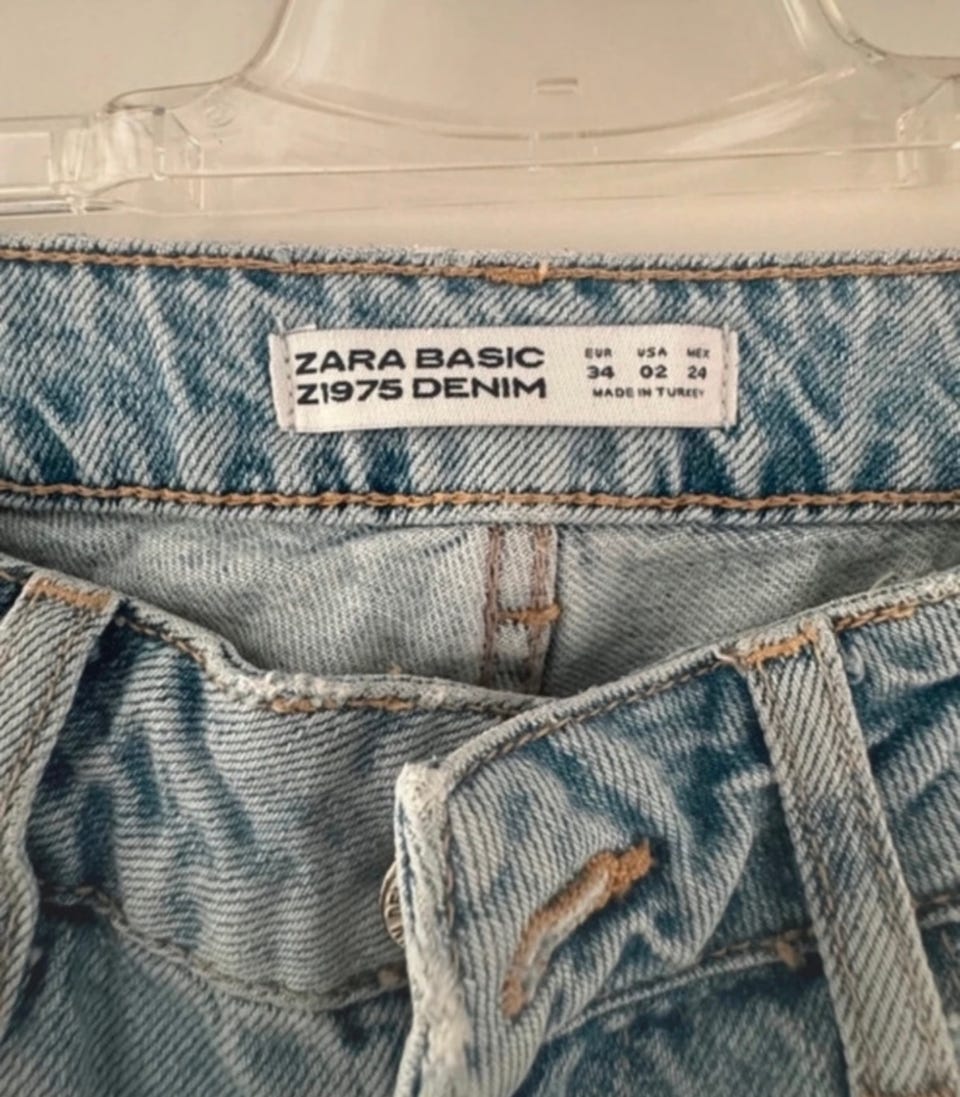 ZARA BASIC
Z1975 DENIM
EUR USA MEX
34 02 24
MADE IN TURKEY